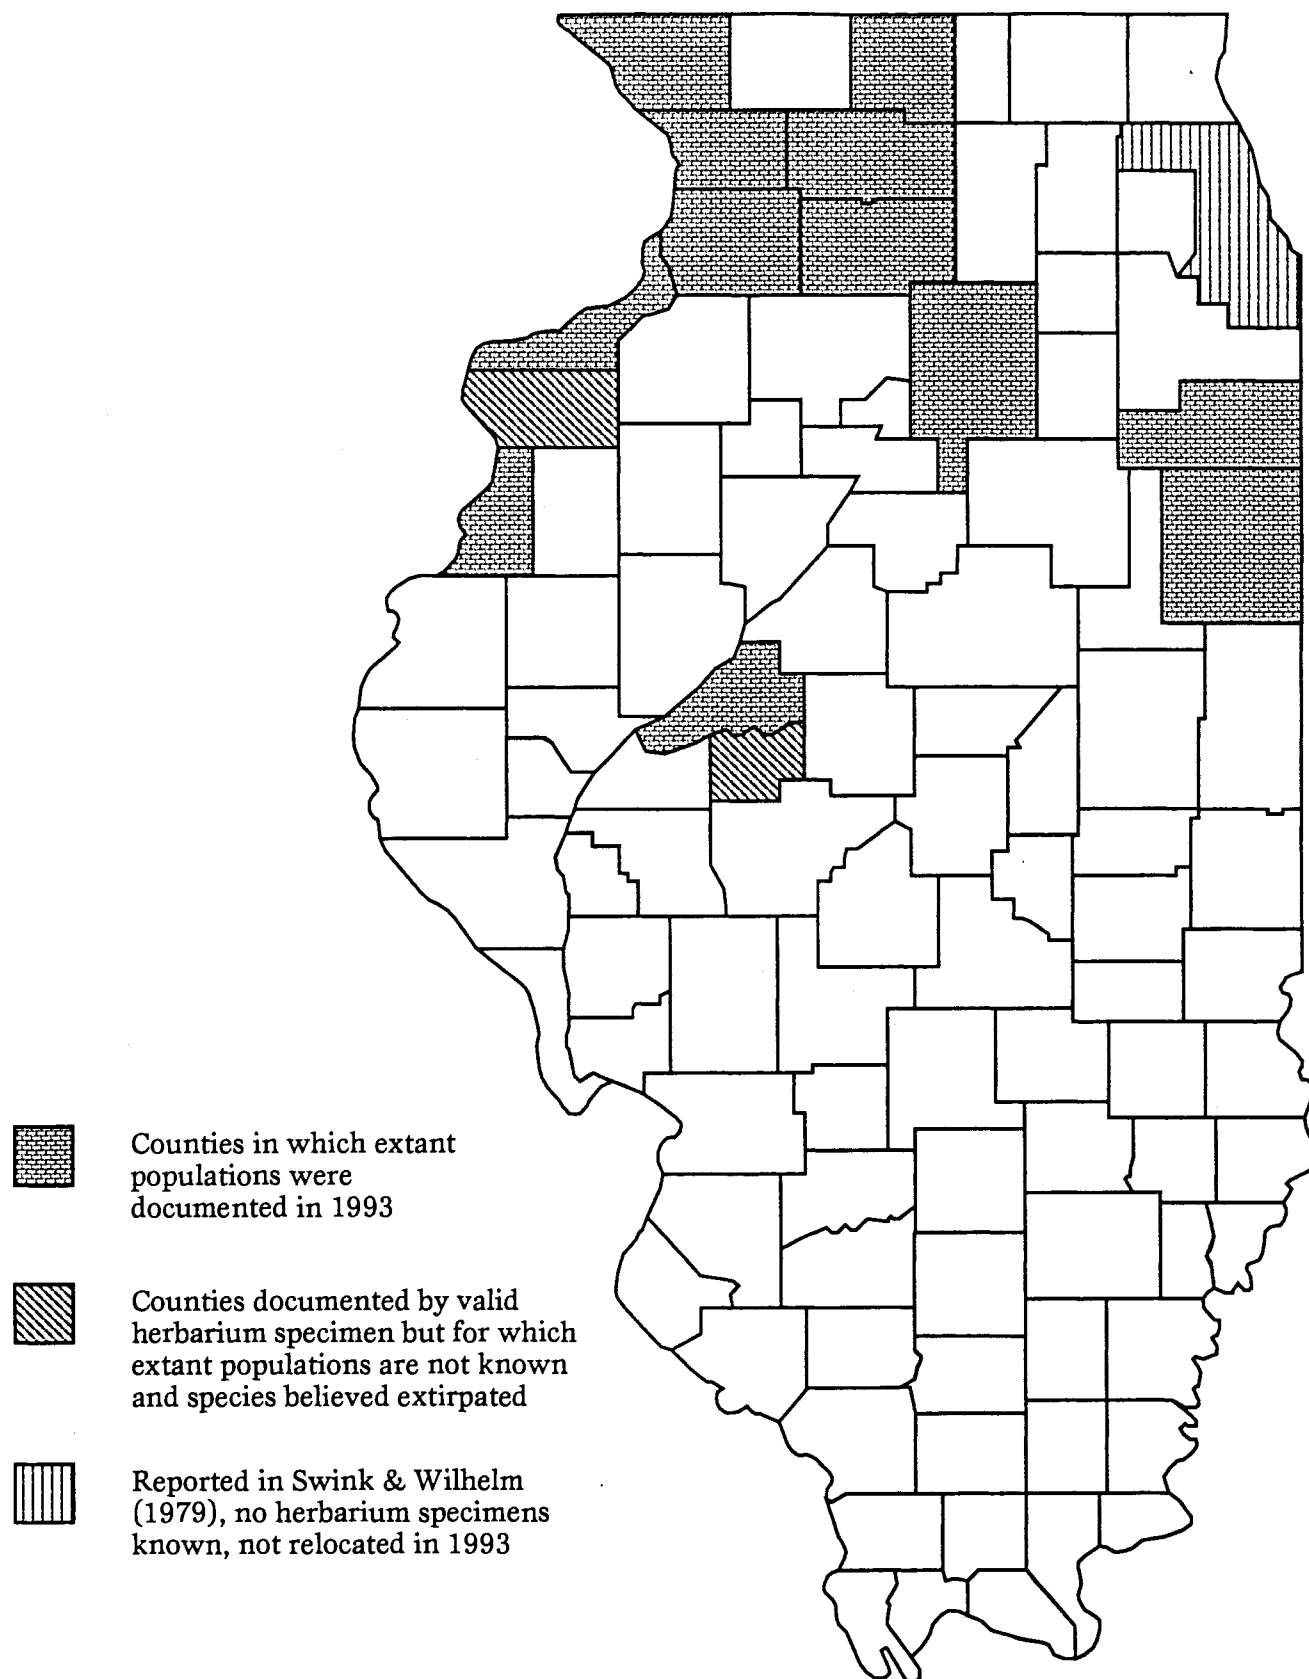 Counties in which extant
populations were
documented in 1993
Counties documented by valid
herbarium specimen but for which
extant populations are not known
and species believed extirpated
Reported in Swink & Wilhelm
(1979), no herbarium specimens
known, not relocated in 1993